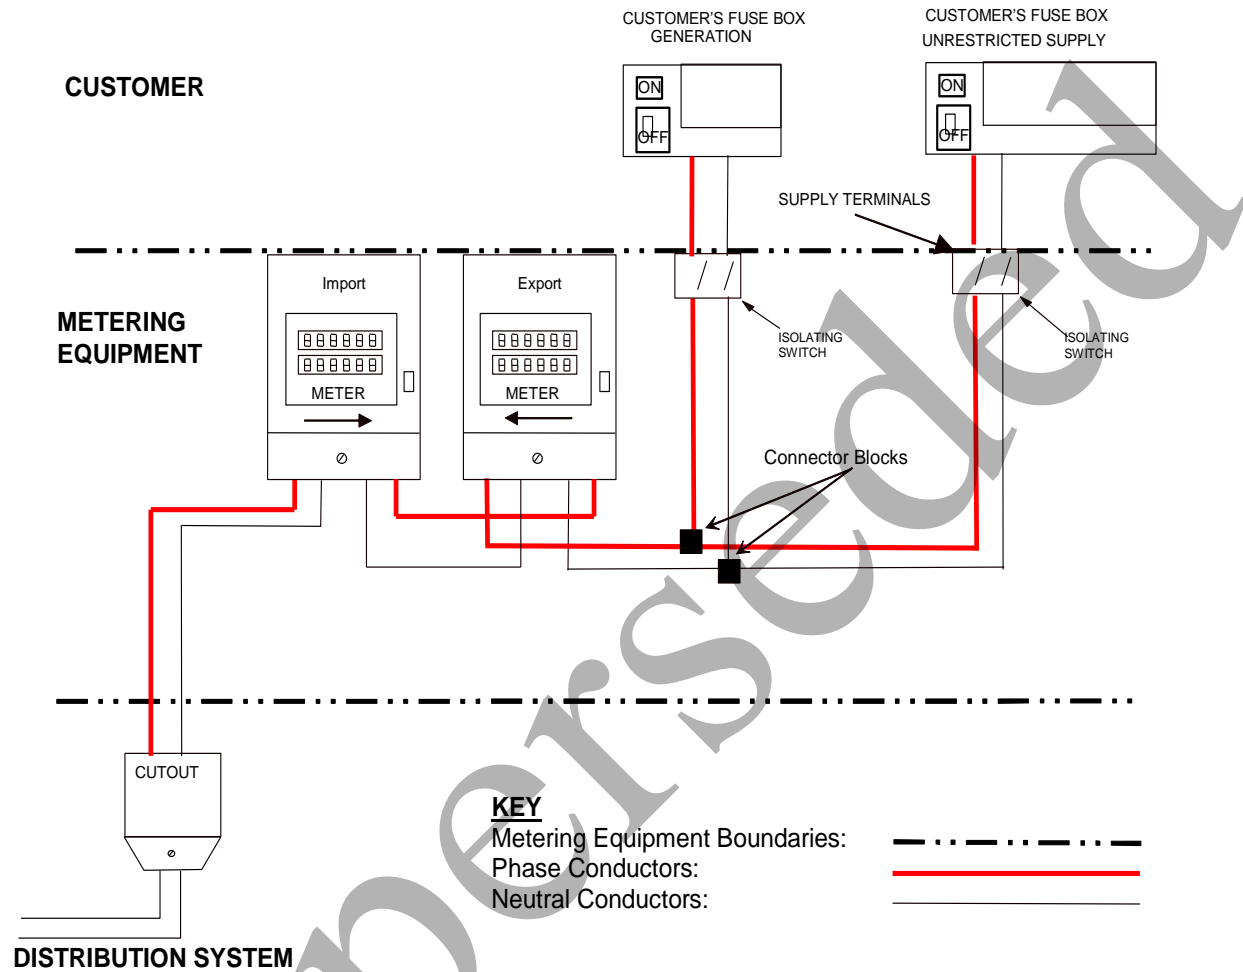 CUSTOMER'S FUSE BOX
GENERATION
CUSTOMER'S FUSE BOX
UNRESTRICTED SUPPLY
CUSTOMER
ON
OFF
ON
OFF
SUPPLY TERMINALS
Import
Export
METERING
EQUIPMENT
ISOLATING
SWITCH
ISOLATING
SWITCH
METER
METER
Connector Blocks
CUTOUT
KEY
Metering Equipment Boundaries:
Phase Conductors:
Neutral Conductors:
DISTRIBUTION SYSTEM
perseded